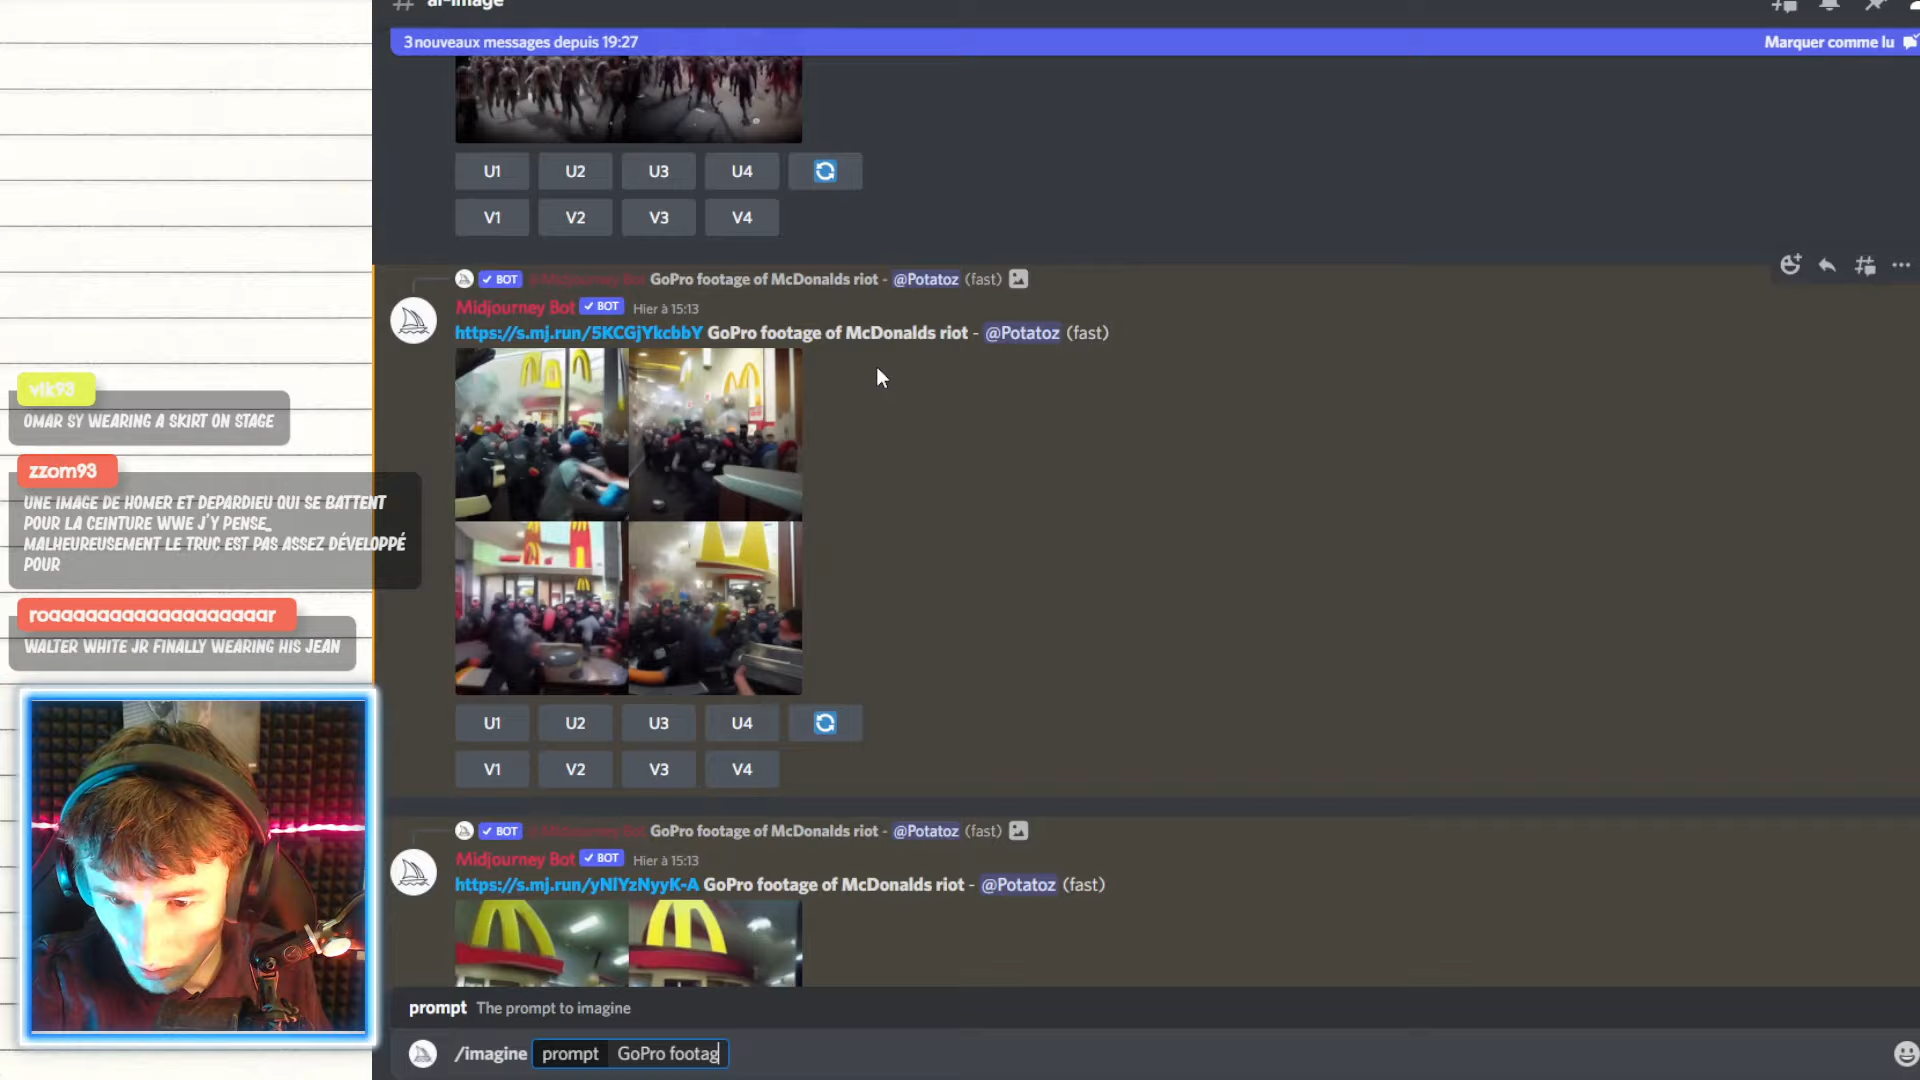 # ai-image
3 nouveaux messages depuis 19:27
Marquer comme lu
U1 U2 U3 U4
V1 V2 V3 V4
BOT GoPro footage of McDonalds riot - @Potatoz (fast)
Midjourney Bot BOT Hier à 15:13
https://s.mj.run/5KCGjYkcbbY GoPro footage of McDonalds riot - @Potatoz (fast)
U1 U2 U3 U4
V1 V2 V3 V4
BOT GoPro footage of McDonalds riot - @Potatoz (fast)
Midjourney Bot BOT Hier à 15:13
https://s.mj.run/yNlYzNyyK-A GoPro footage of McDonalds riot - @Potatoz (fast)
prompt The prompt to imagine
/imagine prompt GoPro footag
vlk93
OMAR SY WEARING A SKIRT ON STAGE
zzom93
UNE IMAGE DE HOMER ET DEPARDIEU QUI SE BATTENT
POUR LA CEINTURE WWE J'Y PENSE_
MALHEUREUSEMENT LE TRUC EST PAS ASSEZ DÉVELOPPÉ
POUR
roaaaaaaaaaaaaaaaaaar
WALTER WHITE JR FINALLY WEARING HIS JEAN